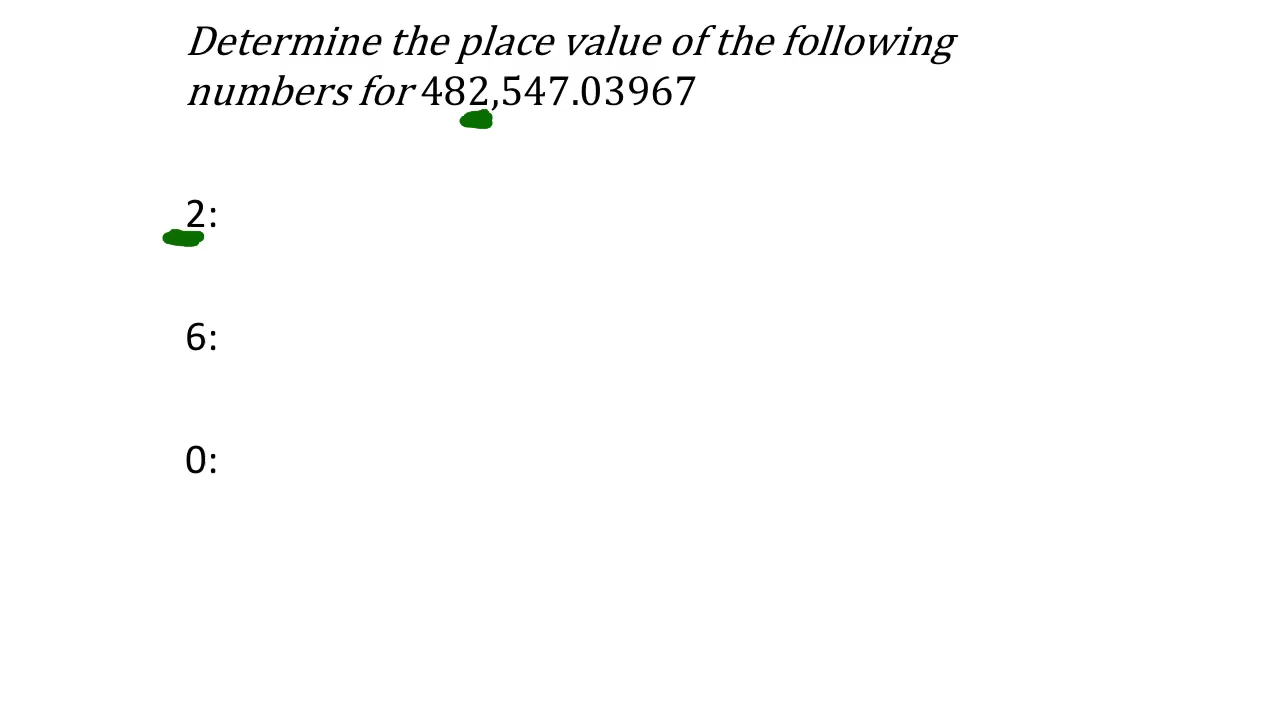 Determine the place value of the following
numbers for 482,547.03967
2:
6:
0: